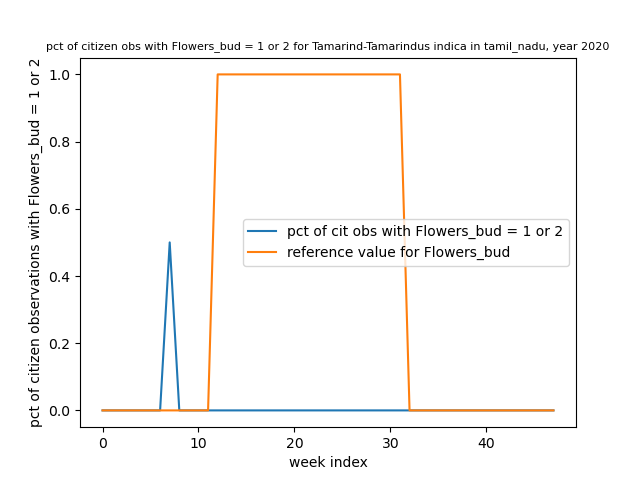 pct of citizen obs with Flowers_bud = 1 or 2 for Tamarind-Tamarindus indica in tamil_nadu, year 2020
pct of citizen observations with Flowers_bud = 1 or 2
1.0
0.8
0.6
0.4
0.2
0.0
pct of cit obs with Flowers_bud = 1 or 2
reference value for Flowers_bud
0
10
20
30
40
week index